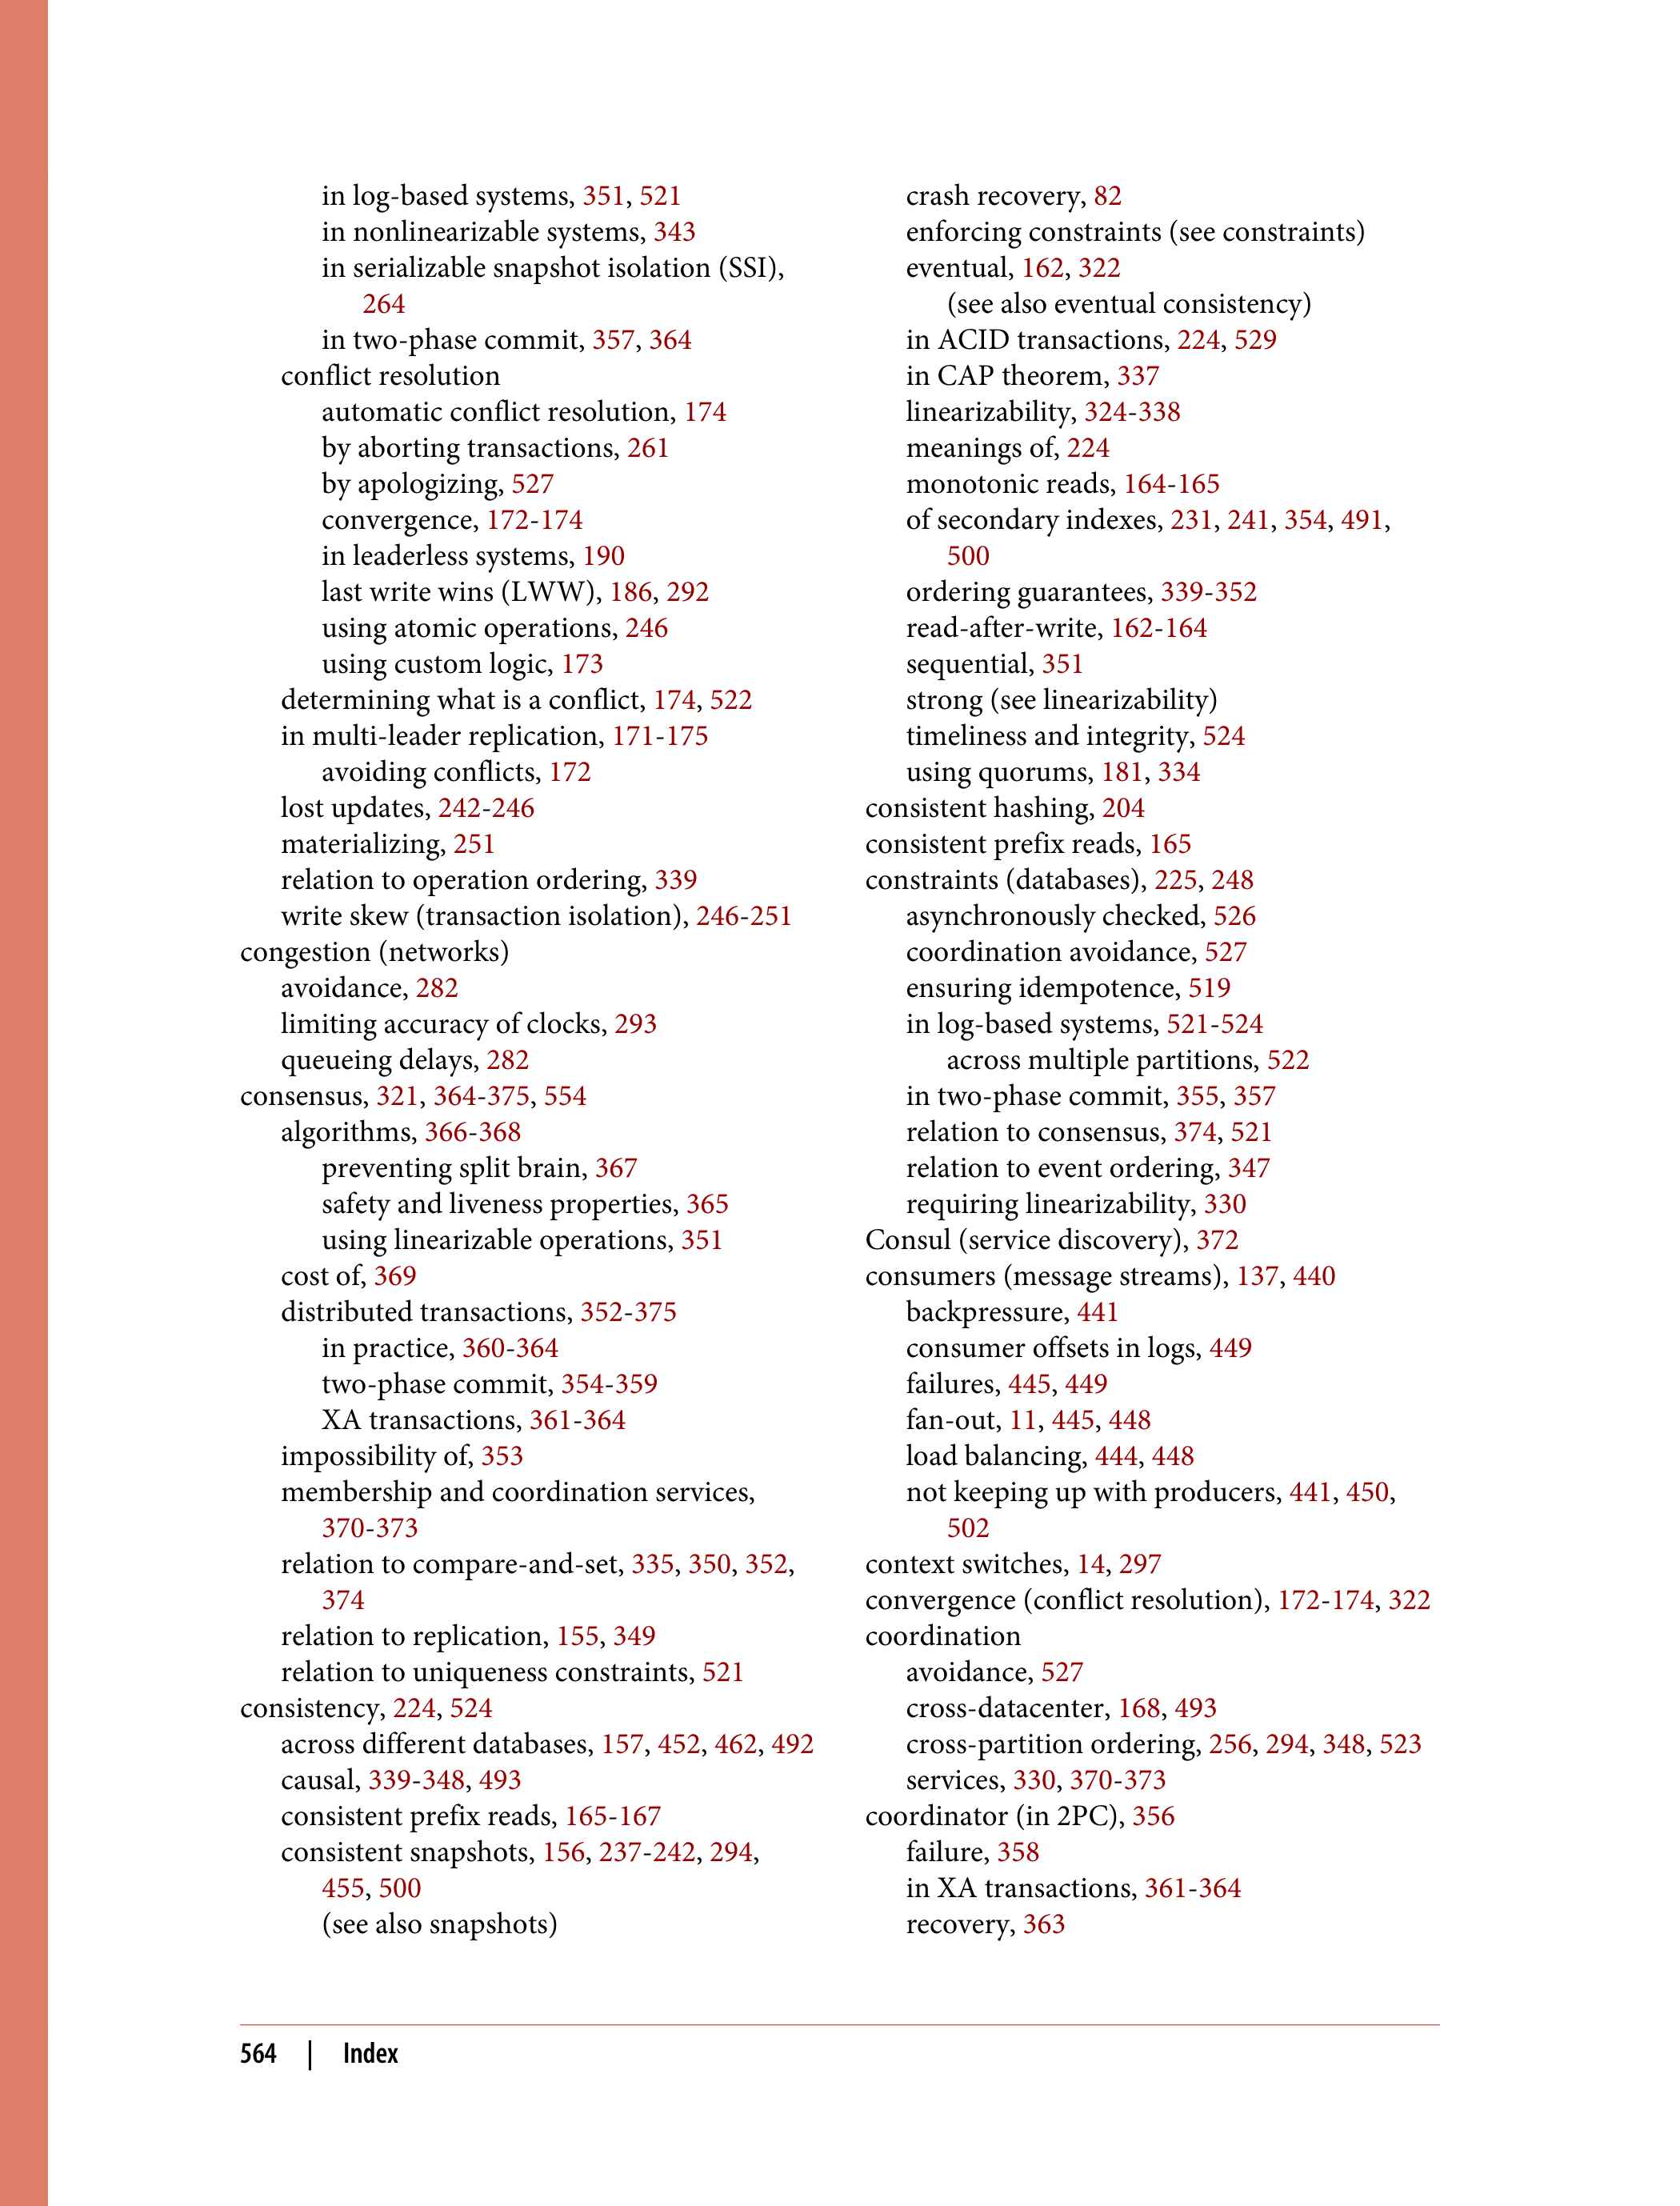 in log-based systems, 351, 521
in nonlinearizable systems, 343
in serializable snapshot isolation (SSI),
264
in two-phase commit, 357, 364
conflict resolution
automatic conflict resolution, 174
by aborting transactions, 261
by apologizing, 527
convergence, 172-174
in leaderless systems, 190
last write wins (LWW), 186, 292
using atomic operations, 246
using custom logic, 173
determining what is a conflict, 174, 522
in multi-leader replication, 171-175
avoiding conflicts, 172
lost updates, 242-246
materializing, 251
relation to operation ordering, 339
write skew (transaction isolation), 246-251
congestion (networks)
avoidance, 282
limiting accuracy of clocks, 293
queueing delays, 282
consensus, 321, 364-375, 554
algorithms, 366-368
preventing split brain, 367
safety and liveness properties, 365
using linearizable operations, 351
cost of, 369
distributed transactions, 352-375
in practice, 360-364
two-phase commit, 354-359
XA transactions, 361-364
impossibility of, 353
membership and coordination services,
370-373
relation to compare-and-set, 335, 350, 352,
374
relation to replication, 155, 349
relation to uniqueness constraints, 521
consistency, 224, 524
across different databases, 157, 452, 462, 492
causal, 339-348, 493
consistent prefix reads, 165-167
consistent snapshots, 156, 237-242, 294,
455, 500
(see also snapshots)
crash recovery, 82
enforcing constraints (see constraints)
eventual, 162, 322
(see also eventual consistency)
in ACID transactions, 224, 529
in CAP theorem, 337
linearizability, 324-338
meanings of, 224
monotonic reads, 164-165
of secondary indexes, 231, 241, 354, 491,
500
ordering guarantees, 339-352
read-after-write, 162-164
sequential, 351
strong (see linearizability)
timeliness and integrity, 524
using quorums, 181, 334
consistent hashing, 204
consistent prefix reads, 165
constraints (databases), 225, 248
asynchronously checked, 526
coordination avoidance, 527
ensuring idempotence, 519
in log-based systems, 521-524
across multiple partitions, 522
in two-phase commit, 355, 357
relation to consensus, 374, 521
relation to event ordering, 347
requiring linearizability, 330
Consul (service discovery), 372
consumers (message streams), 137, 440
backpressure, 441
consumer offsets in logs, 449
failures, 445, 449
fan-out, 11, 445, 448
load balancing, 444, 448
not keeping up with producers, 441, 450,
502
context switches, 14, 297
convergence (conflict resolution), 172-174, 322
coordination
avoidance, 527
cross-datacenter, 168, 493
cross-partition ordering, 256, 294, 348, 523
services, 330, 370-373
coordinator (in 2PC), 356
failure, 358
in XA transactions, 361-364
recovery, 363
564 | Index